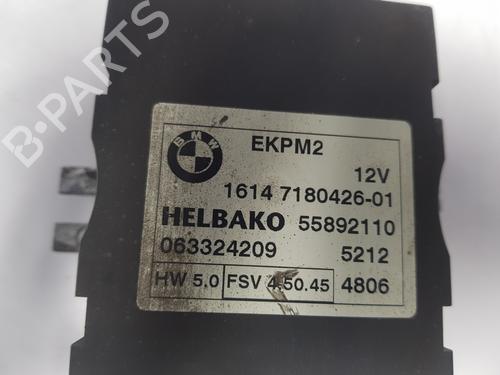 BMW
EKPM2
12V
1614 7180426-01
HELBAKO 55892110
063324209 5212
HW 5.0 FSV 4.50.45 4806
B-PARTS